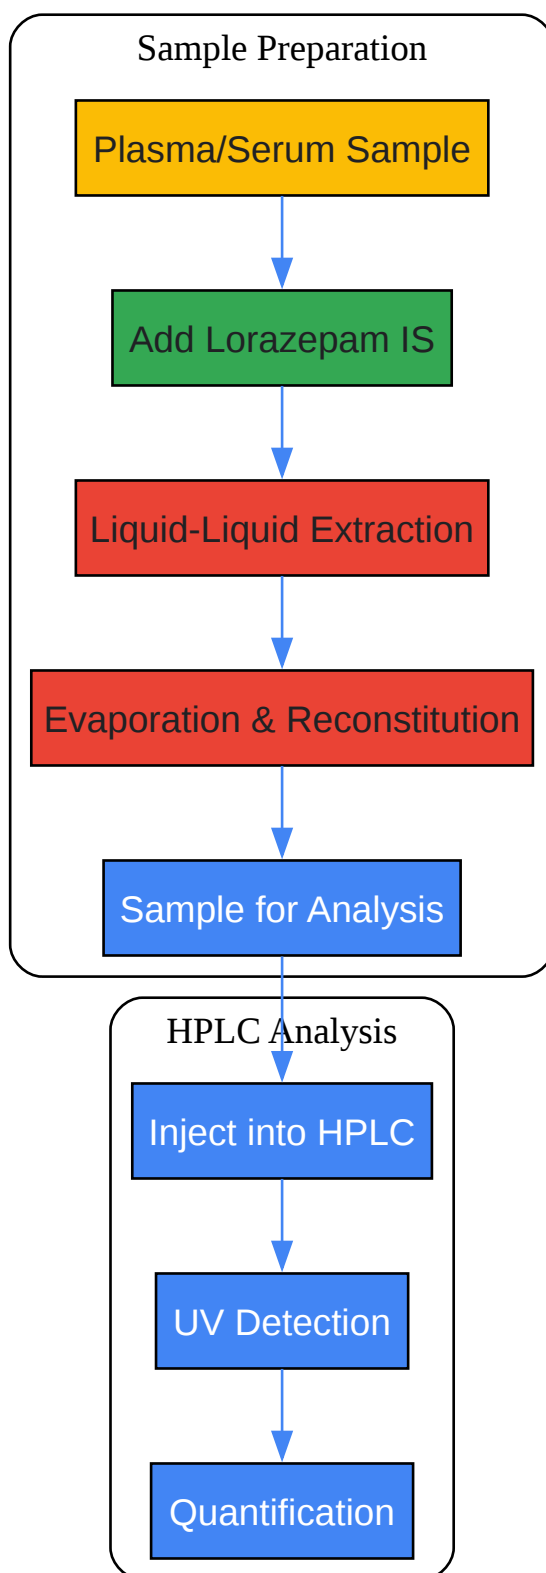 Sample Preparation
Plasma/Serum Sample
Add Lorazepam IS
Liquid-Liquid Extraction
Evaporation & Reconstitution
Sample for Analysis
HPLC Analysis
Inject into HPLC
UV Detection
Quantification